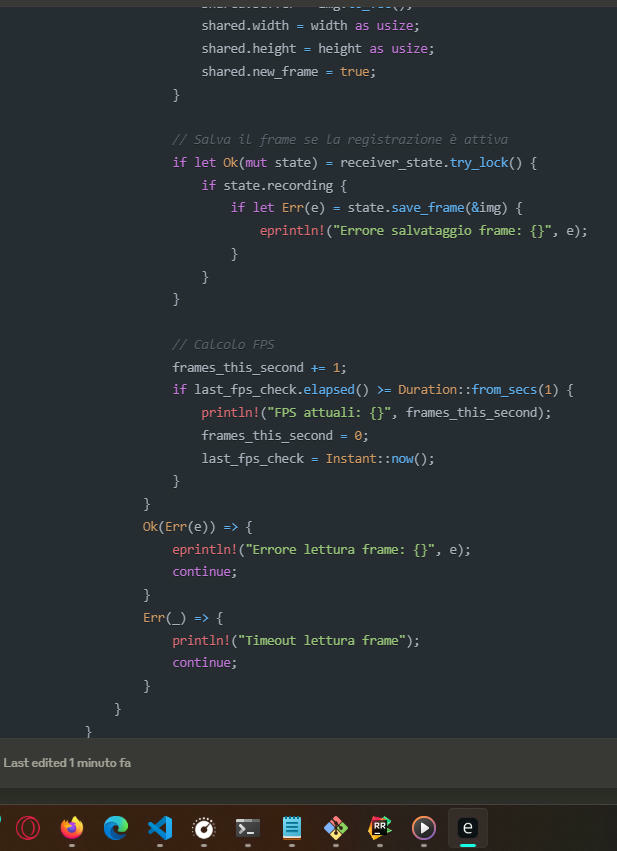 shared.width = width as usize;
shared.height = height as usize;
shared.new_frame = true;
}
// Salva il frame se la registrazione è attiva
if let Ok(mut state) = receiver_state.try_lock() {
if state.recording {
if let Err(e) = state.save_frame(&img) {
eprintln!("Errore salvataggio frame: {}", e);
}
}
}
// Calcolo FPS
frames_this_second += 1;
if last_fps_check.elapsed() >= Duration::from_secs(1) {
println!("FPS attuali: {}", frames_this_second);
frames_this_second = 0;
last_fps_check = Instant::now();
}
}
Ok(Err(e)) => {
eprintln!("Errore lettura frame: {}", e);
continue;
}
Err(_) => {
println!("Timeout lettura frame");
continue;
}
}
}
Last edited 1 minuto fa
RR
e